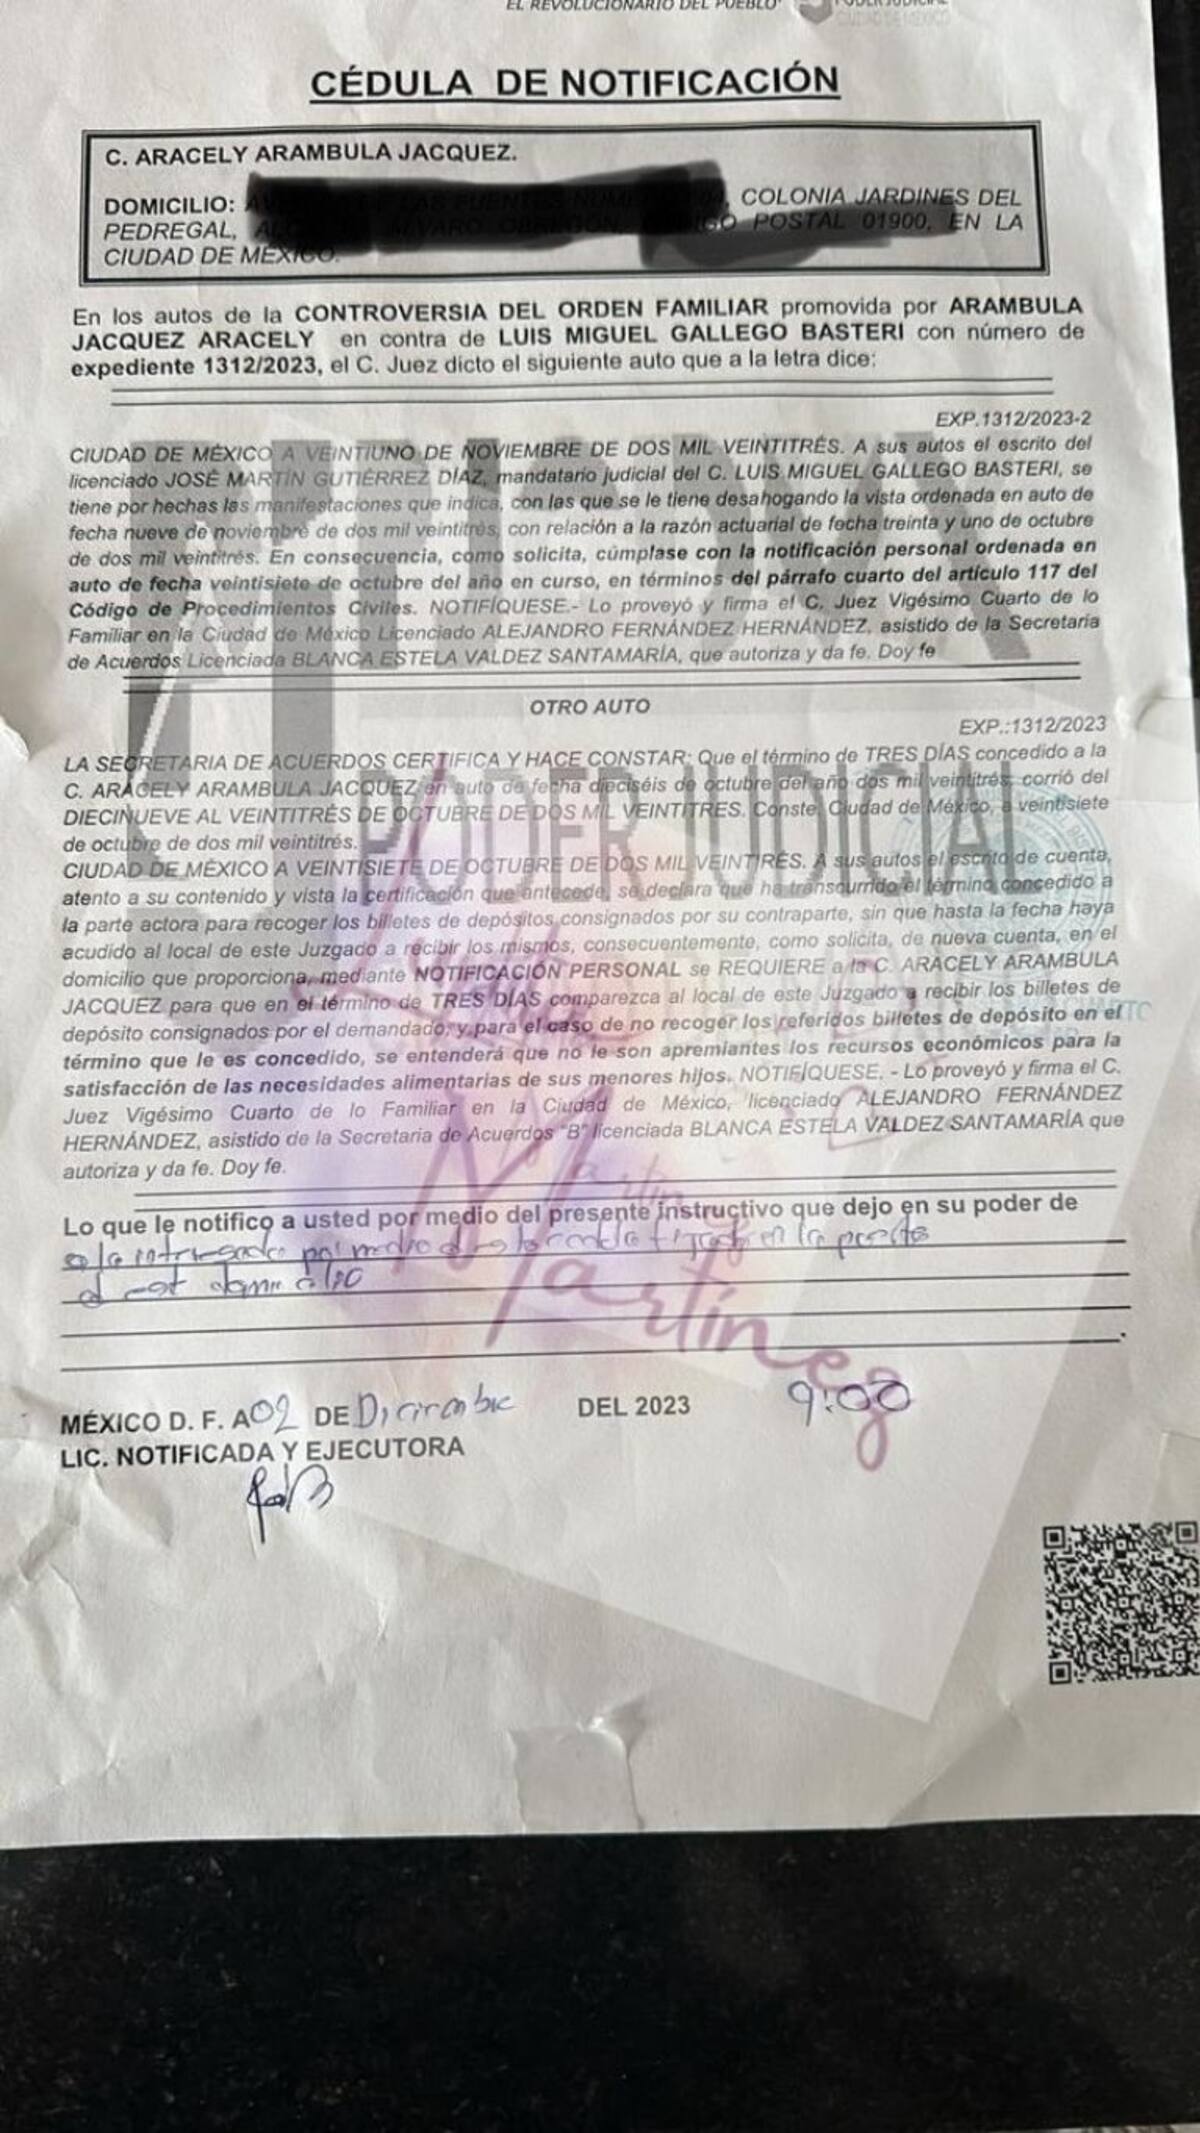 EL REVOLUCIONARIO DEL PUEBLO
PODER JUDICIAL
CIUDAD DE MÉXICO
CÉDULA DE NOTIFICACIÓN
C. ARACELY ARAMBULA JACQUEZ.
DOMICILIO: COLONIA JARDINES DEL
PEDREGAL, POSTAL 01900, EN LA
CIUDAD DE MÉXICO.
En los autos de la CONTROVERSIA DEL ORDEN FAMILIAR promovida por ARAMBULA
JACQUEZ ARACELY en contra de LUIS MIGUEL GALLEGO BASTERI con número de
expediente 1312/2023, el C. Juez dicto el siguiente auto que a la letra dice:
EXP.1312/2023-2
CIUDAD DE MÉXICO A VEINTIUNO DE NOVIEMBRE DE DOS MIL VEINTITRÉS. A sus autos el escrito del
licenciado JOSÉ MARTÍN GUTIÉRREZ DÍAZ, mandatario judicial del C. LUIS MIGUEL GALLEGO BASTERI, se
tiene por hechas las manifestaciones que indica, con las que se le tiene desahogando la vista ordenada en auto de
fecha nueve de noviembre de dos mil veintitrés, con relación a la razón actuarial de fecha treinta y uno de octubre
de dos mil veintitrés. En consecuencia, como solicita, cúmplase con la notificación personal ordenada en
auto de fecha veintisiete de octubre del año en curso, en términos del párrafo cuarto del artículo 117 del
Código de Procedimientos Civiles. NOTIFÍQUESE.- Lo proveyó y firma el C. Juez Vigésimo Cuarto de lo
Familiar en la Ciudad de México Licenciado ALEJANDRO FERNÁNDEZ HERNÁNDEZ, asistido de la Secretaria
de Acuerdos Licenciada BLANCA ESTELA VALDEZ SANTAMARÍA, que autoriza y da fe. Doy fe
OTRO AUTO
EXP.:1312/2023
LA SECRETARIA DE ACUERDOS CERTIFICA Y HACE CONSTAR: Que el término de TRES DÍAS concedido a la
C. ARACELY ARAMBULA JACQUEZ en auto de fecha dieciséis de octubre del año dos mil veintitrés, corrió del
DIECINUEVE AL VEINTITRÉS DE OCTUBRE DE DOS MIL VEINTITRES. Conste, Ciudad de México, a veintisiete
de octubre de dos mil veintitrés.
PODER JUDICIAL
CIUDAD DE MÉXICO A VEINTISIETE DE OCTUBRE DE DOS MIL VEINTIRÉS. A sus autos el escrito de cuenta,
atento a su contenido y vista la certificación que antecede, se declara que ha transcurrido el término concedido a
la parte actora para recoger los billetes de depósitos consignados por su contraparte, sin que hasta la fecha haya
acudido al local de este Juzgado a recibir los mismos, consecuentemente, como solicita, de nueva cuenta, en el
domicilio que proporciona, mediante NOTIFICACIÓN PERSONAL se REQUIERE a la C. ARACELY ARAMBULA
JACQUEZ para que en el término de TRES DÍAS comparezca al local de este Juzgado a recibir los billetes de
depósito consignados por el demandado, y para el caso de no recoger los referidos billetes de depósito en el
término que le es concedido, se entenderá que no le son apremiantes los recursos económicos para la
satisfacción de las necesidades alimentarias de sus menores hijos. NOTIFÍQUESE. - Lo proveyó y firma el C.
Juez Vigésimo Cuarto de lo Familiar en la Ciudad de México, licenciado ALEJANDRO FERNÁNDEZ
HERNÁNDEZ, asistido de la Secretaria de Acuerdos "B" licenciada BLANCA ESTELA VALDEZ SANTAMARÍA que
autoriza y da fe. Doy fe.
Lo que le notifico a usted por medio del presente instructivo que dejo en su poder de
por medio en la puerta
domicilio
Martínez
MÉXICO D. F. A 02 DE Diciembre DEL 2023 9:00
LIC. NOTIFICADA Y EJECUTORA